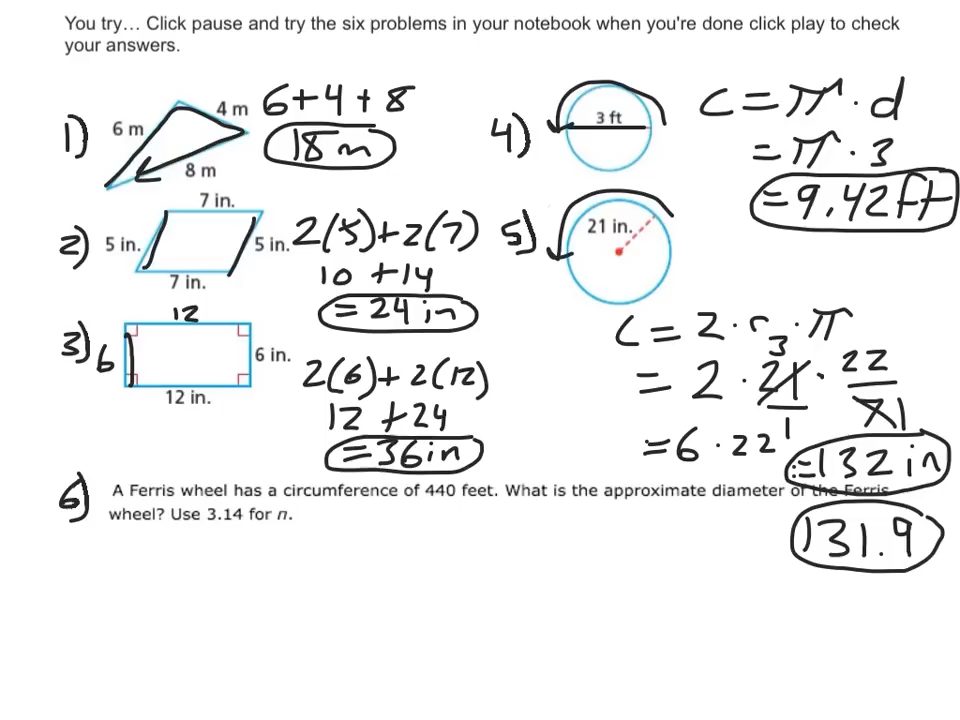 You try… Click pause and try the six problems in your notebook when you're done click play to check
your answers.
1)
6 m
4 m
8 m
6+4+8
18 m
2)
7 in.
5 in.
5 in.
7 in.
2(5)+2(7)
10 +14
= 24 in
3)
12
6
6 in.
12 in.
2(6)+2(12)
12 +24
=36in
4)
3 ft
C = π · d
= π · 3
= 9.42ft
5)
21 in.
C = 2 · r · π
= 2 · 21/1 · 22/7
3
1
1
= 6 · 22
=132 in
131.9
6)
A Ferris wheel has a circumference of 440 feet. What is the approximate diameter of the Ferris
wheel? Use 3.14 for π.